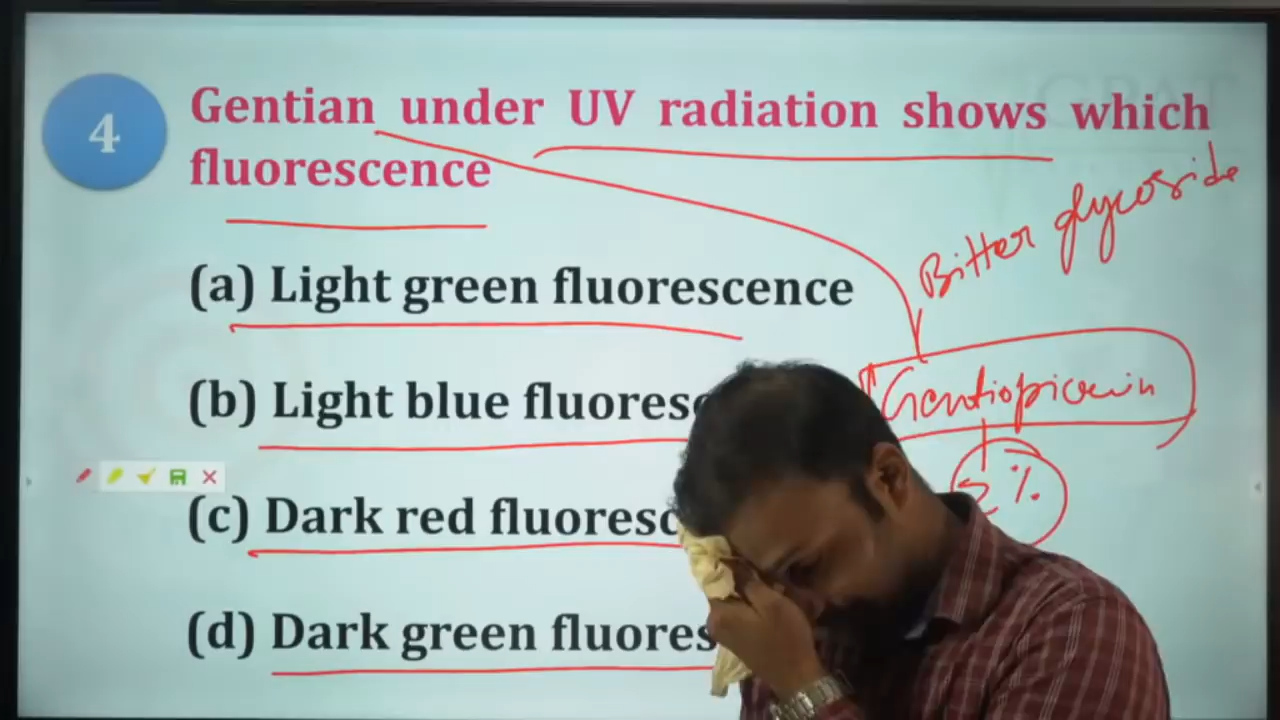 4
Gentian under UV radiation shows which
fluorescence
(a) Light green fluorescence
(b) Light blue fluoresc
(c) Dark red fluoresc
(d) Dark green fluores
Bitter glycoside
Gentiopicrin
2 %
GPAT